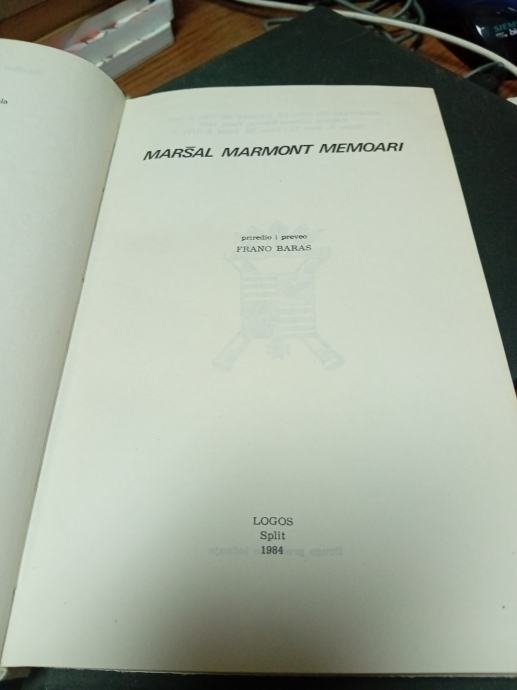 MARŠAL MARMONT MEMOARI
priredio i preveo
FRANO BARAS
LOGOS
Split
1984